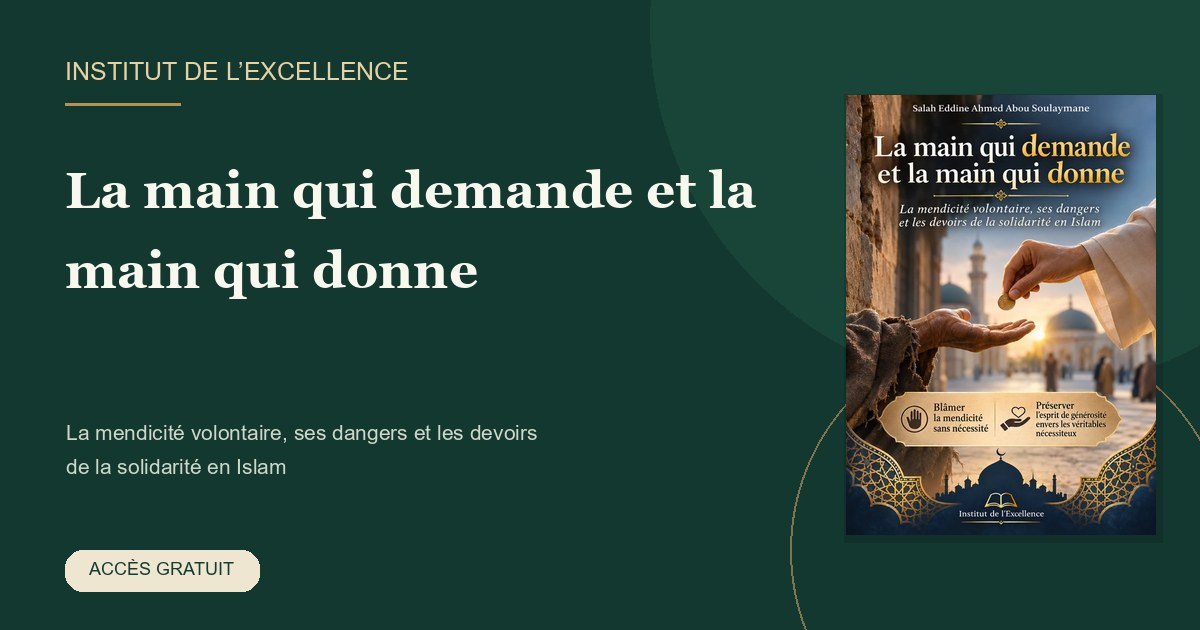 INSTITUT DE L’EXCELLENCE
La main qui demande et la
main qui donne
La mendicité volontaire, ses dangers et les devoirs
de la solidarité en Islam
ACCÈS GRATUIT
Salah Eddine Ahmed Abou Soulaymane
La main qui demande
et la main qui donne
La mendicité volontaire, ses dangers
et les devoirs de la solidarité en Islam
Blâmer
la mendicité
sans nécessité
Préserver
l'esprit de générosité
envers les véritables
nécessiteux
Institut de l'Excellence